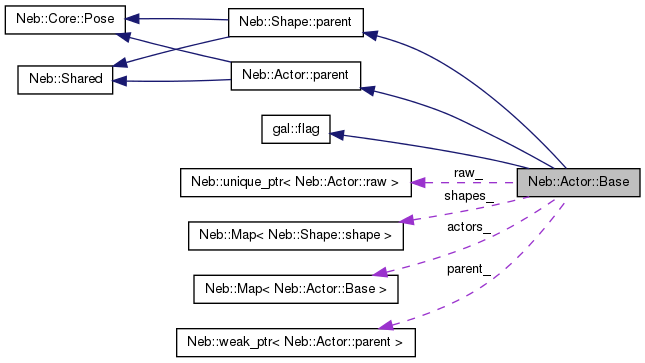 Neb::Core::Pose
Neb::Shape::parent
Neb::Shared
Neb::Actor::parent
gal::flag
Neb::unique_ptr< Neb::Actor::raw >
raw_
Neb::Actor::Base
shapes_
Neb::Map< Neb::Shape::shape >
actors_
Neb::Map< Neb::Actor::Base >
parent_
Neb::weak_ptr< Neb::Actor::parent >